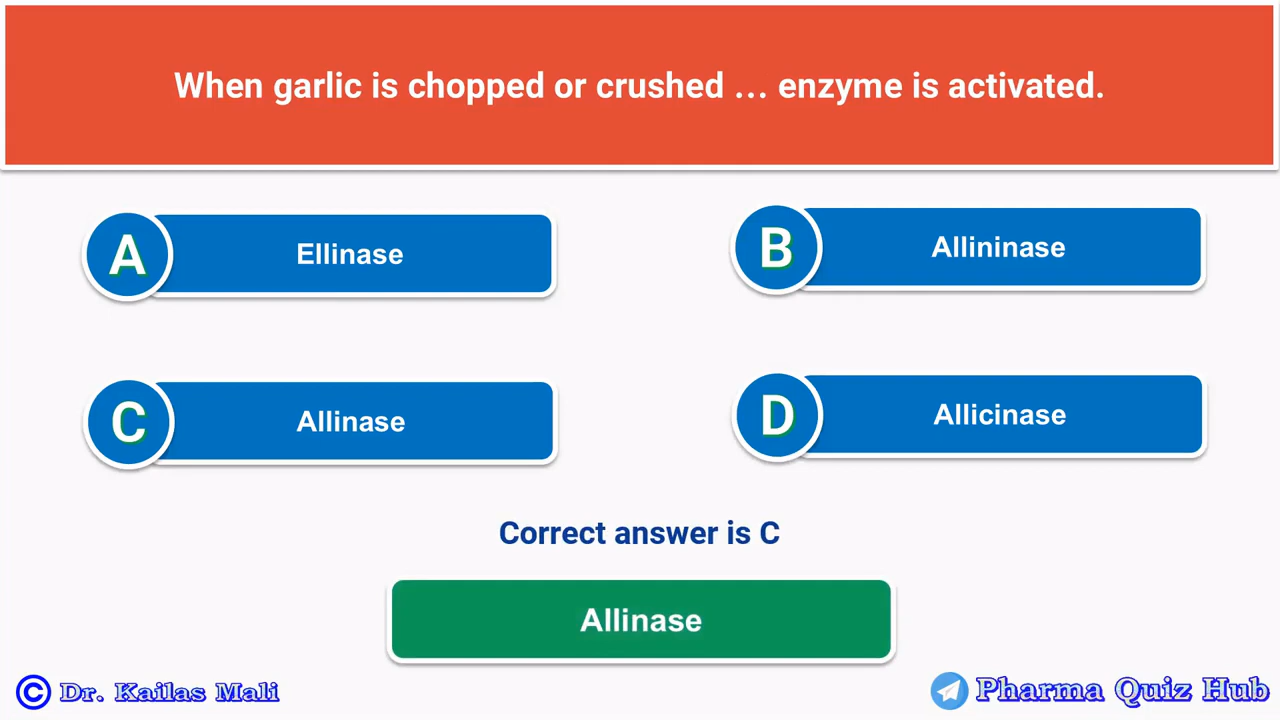 When garlic is chopped or crushed ... enzyme is activated.
A Ellinase
B Allininase
C Allinase
D Allicinase
Correct answer is C
Allinase
© Dr. Kailas Mali
Pharma Quiz Hub